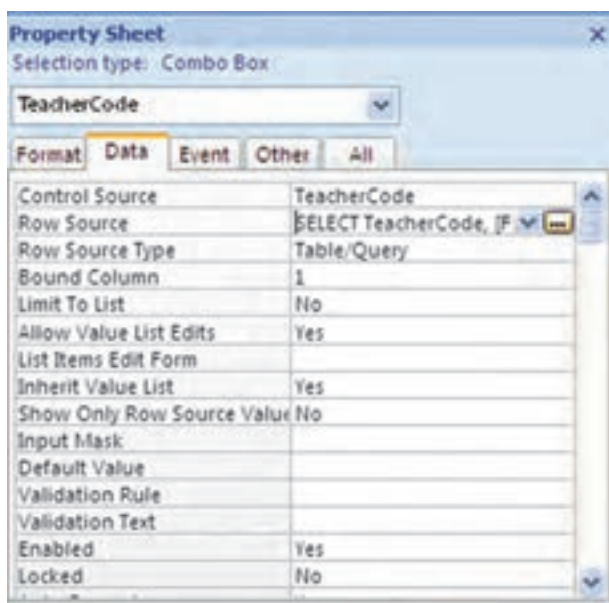 Property Sheet
Selection type: Combo Box
TeacherCode
Format Data Event Other All
Control Source TeacherCode
Row Source SELECT TeacherCode, [F
Row Source Type Table/Query
Bound Column 1
Limit To List No
Allow Value List Edits Yes
List Items Edit Form
Inherit Value List Yes
Show Only Row Source Value No
Input Mask
Default Value
Validation Rule
Validation Text
Enabled Yes
Locked No